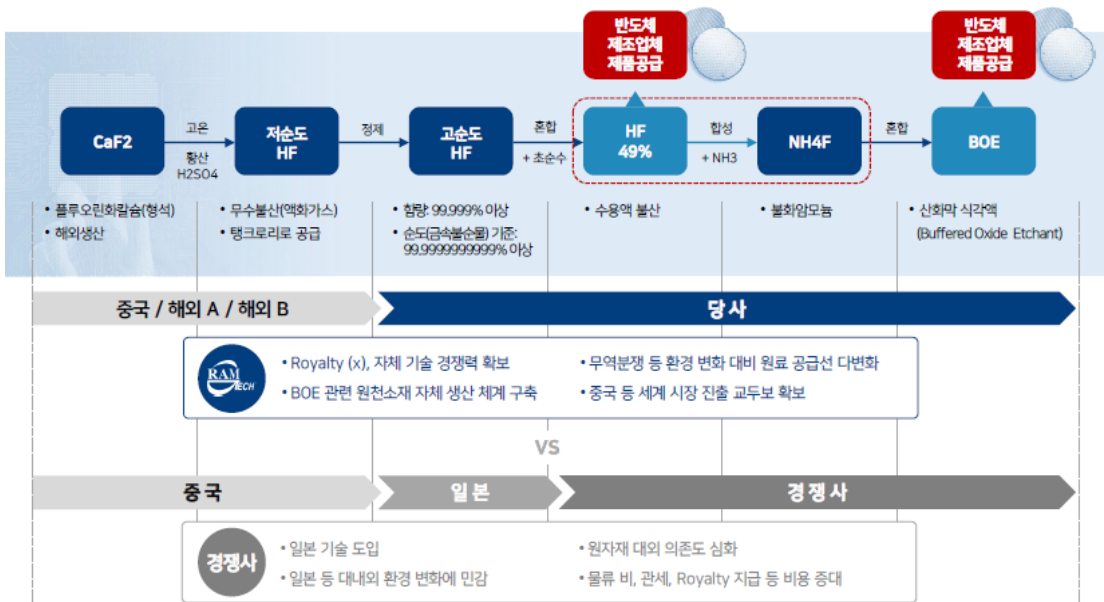 반도체
제조업체
제품공급
반도체
제조업체
제품공급
CaF2
고온
황산
H2SO4
저순도
HF
정제
고순도
HF
혼합
+ 초순수
HF
49%
합성
+ NH3
NH4F
혼합
BOE
• 플루오린화칼슘(형석)
• 해외생산
• 무수불산(액화가스)
• 탱크로리로 공급
• 함량: 99.999% 이상
• 순도(금속불순물) 기준:
99.9999999999% 이상
• 수용액 불산
• 불화암모늄
• 산화막 식각액
(Buffered Oxide Etchant)
중국 / 해외 A / 해외 B
당사
RAM
TECH
• Royalty (x), 자체 기술 경쟁력 확보
• BOE 관련 원천소재 자체 생산 체계 구축
• 무역분쟁 등 환경 변화 대비 원료 공급선 다변화
• 중국 등 세계 시장 진출 교두보 확보
VS
중국
일본
경쟁사
경쟁사
• 일본 기술 도입
• 일본 등 대내외 환경 변화에 민감
• 원자재 대외 의존도 심화
• 물류 비, 관세, Royalty 지급 등 비용 증대